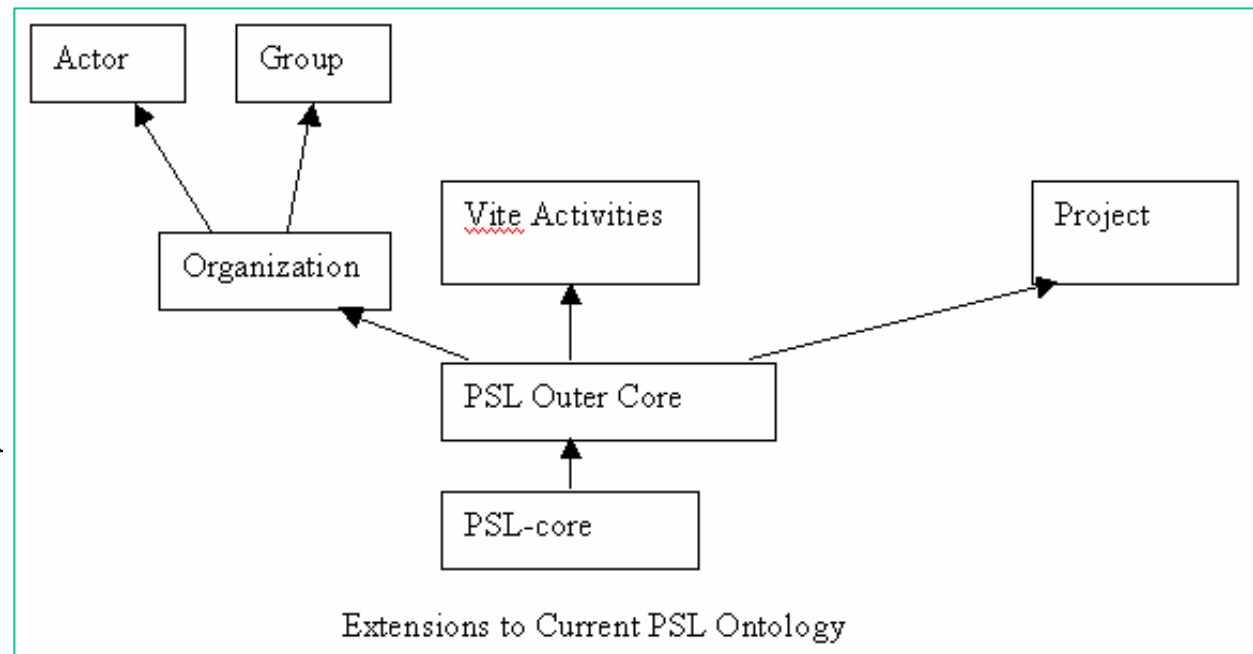 Actor
Group
Vite Activities
Project
Organization
PSL Outer Core
PSL-core
Extensions to Current PSL Ontology